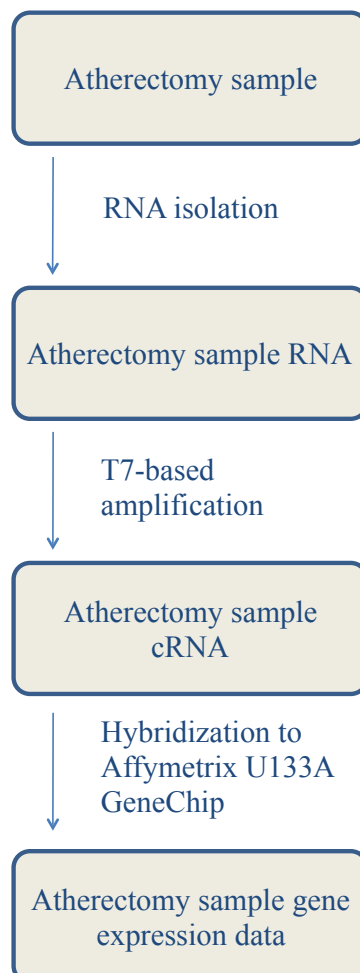 Atherectomy sample
RNA isolation
Atherectomy sample RNA
T7-based
amplification
Atherectomy sample
cRNA
Hybridization to
Affymetrix U133A
GeneChip
Atherectomy sample gene
expression data